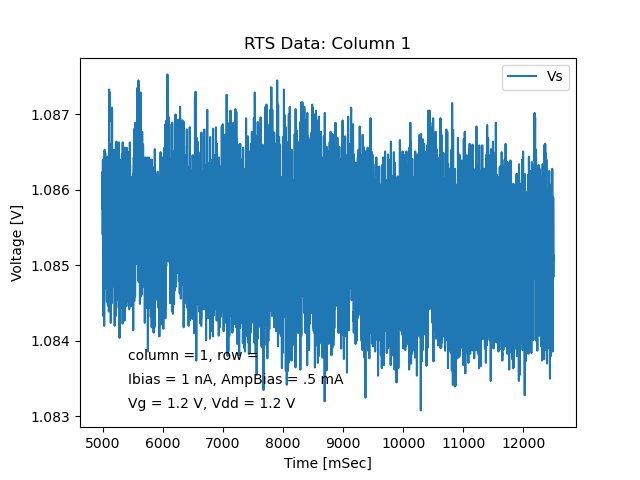 RTS Data: Column 1
Vs
1.087
1.086
1.085
1.084
1.083
Voltage [V]
column = 1, row =
Ibias = 1 nA, AmpBias = .5 mA
Vg = 1.2 V, Vdd = 1.2 V
5000 6000 7000 8000 9000 10000 11000 12000
Time [mSec]